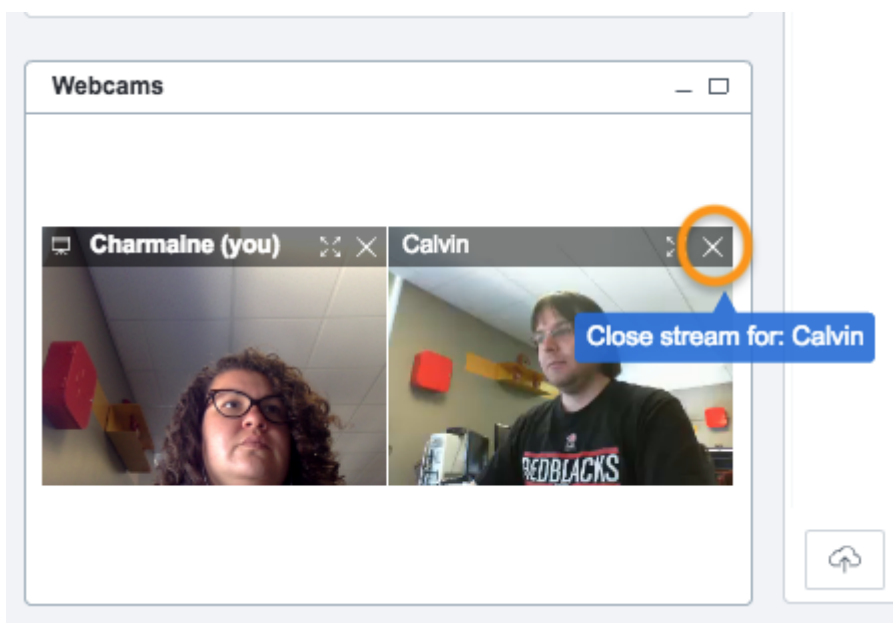 Webcams
Charmaine (you)
Calvin
Close stream for: Calvin
REDBLACKS